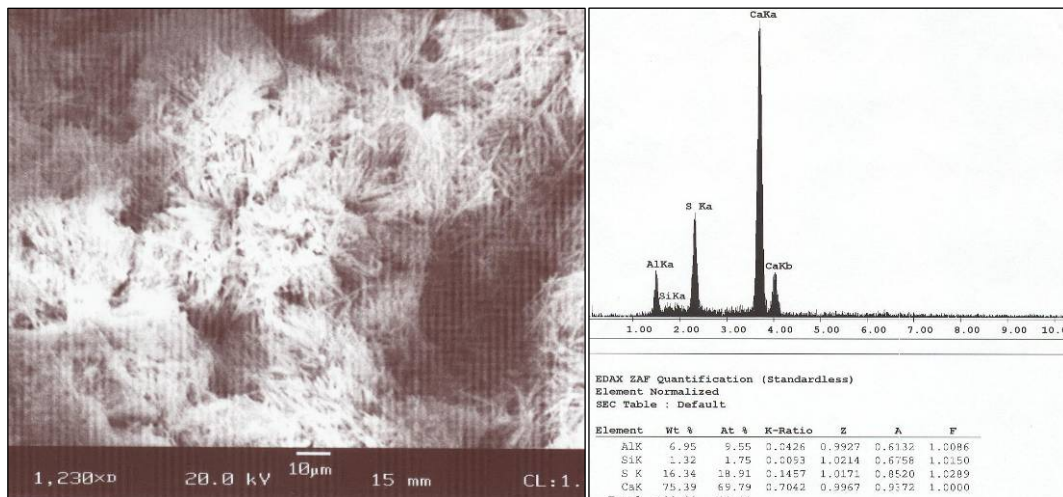 1,230xD 20.0 kV 10µm 15 mm CL:1.
CaKa
S Ka
AlKa
CaKb
SiKa
1.00 2.00 3.00 4.00 5.00 6.00 7.00 8.00 9.00 10.0
EDAX ZAF Quantification (Standardless)
Element Normalized
SEC Table : Default
Element Wt % At % K-Ratio Z A F
AlK 6.95 9.55 0.0426 0.9927 0.6132 1.0086
SiK 1.32 1.75 0.0053 1.0214 0.6758 1.0150
S K 16.34 18.91 0.1457 1.0171 0.8520 1.0289
CaK 75.39 69.79 0.7042 0.9967 0.9372 1.0000